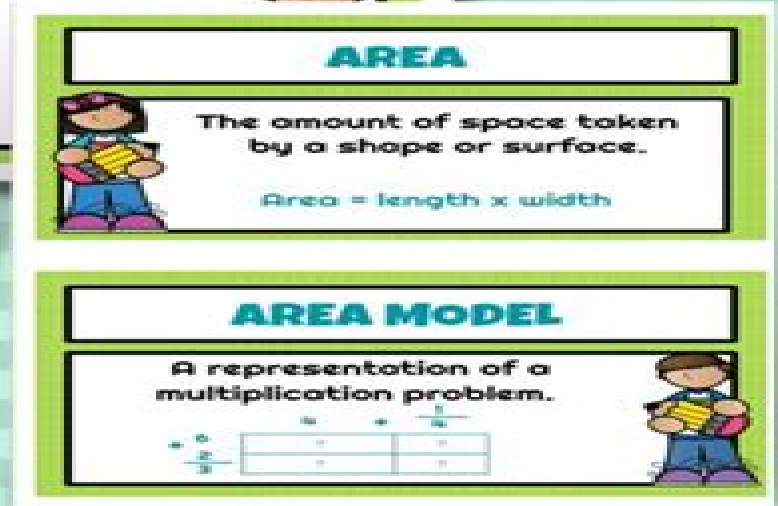 AREA
The amount of space taken
by a shape or surface.
Area = length x width
AREA MODEL
A representation of a
multiplication problem.